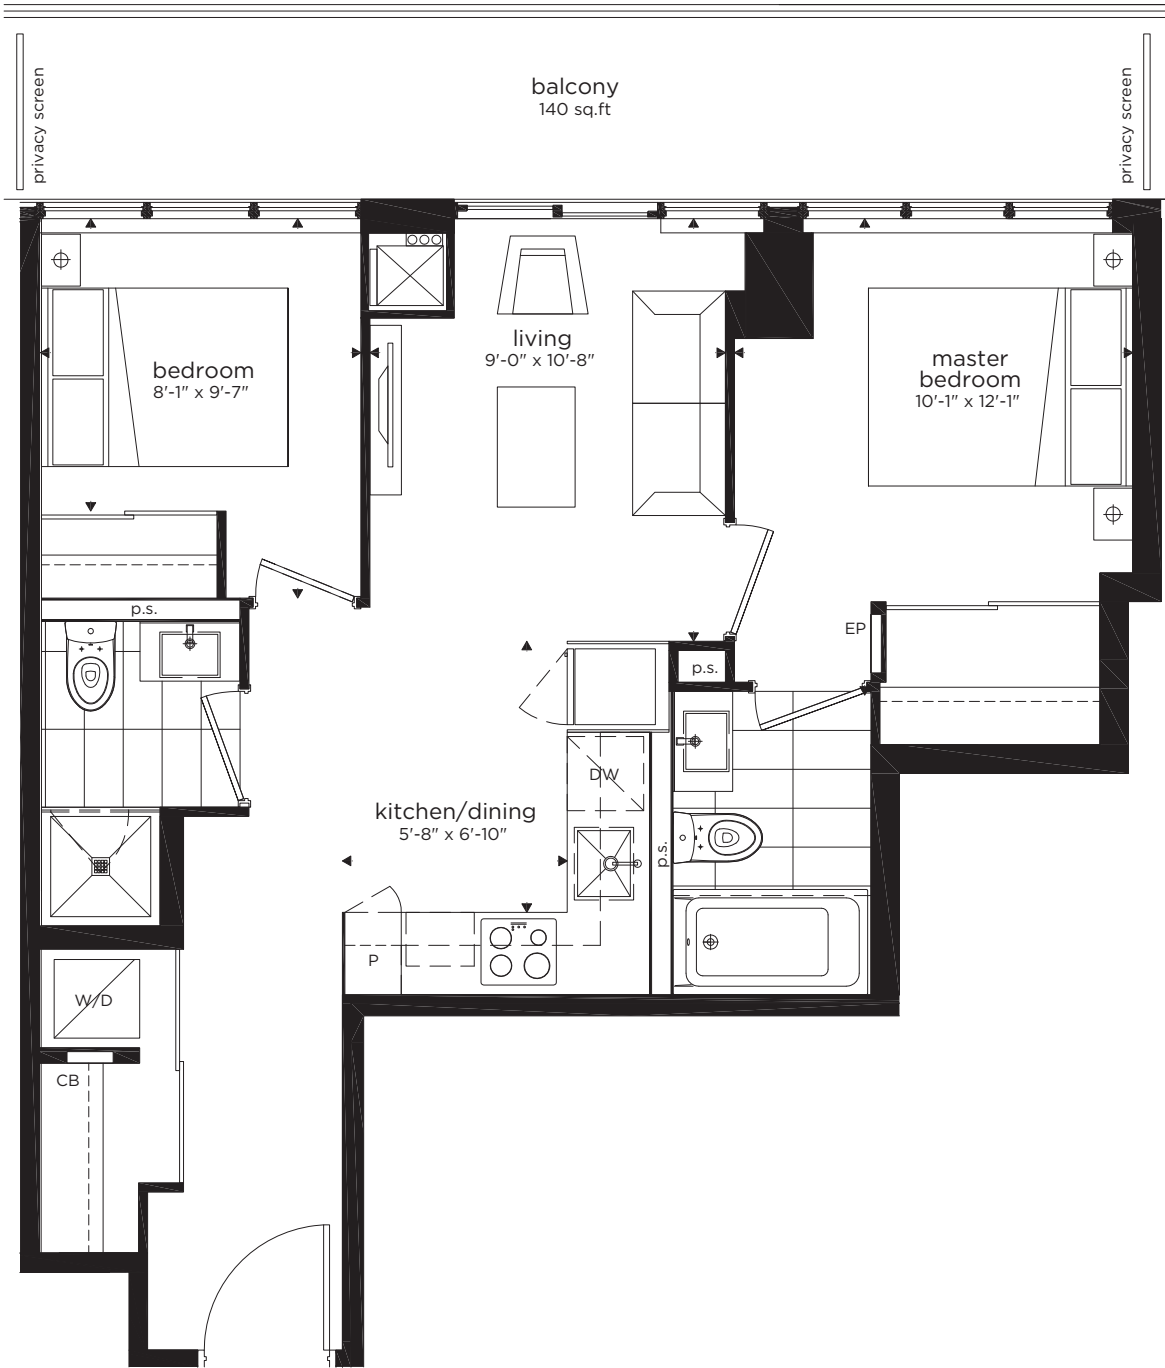 balcony
140 sq.ft
privacy screen
privacy screen
living
9'-0" x 10'-8"
bedroom
8'-1" x 9'-7"
master
bedroom
10'-1" x 12'-1"
p.s.
EP
p.s.
DW
kitchen/dining
5'-8" x 6'-10"
p.s.
P
W/D
CB